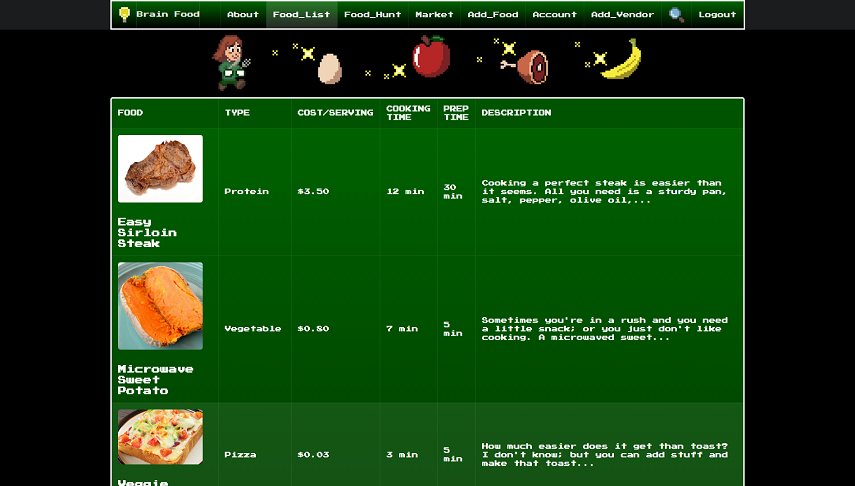 Brain Food
About
Food_List
Food_Hunt
Market
Add_Food
Account
Add_Vendor
Logout
FOOD
TYPE
COST/SERVING
COOKING
TIME
PREP
TIME
DESCRIPTION
Easy
Sirloin
Steak
Protein
$3.50
12 min
30
min
Cooking a perfect steak is easier than
it seems. All you need is a sturdy pan,
salt, pepper, olive oil,...
Microwave
Sweet
Potato
Vegetable
$0.80
7 min
5
min
Sometimes you're in a rush and you need
a little snack; or you just don't like
cooking. A microwaved sweet...
Veggie
Pizza
$0.03
3 min
5
min
How much easier does it get than toast?
I don't know; but you can add stuff and
make that toast...